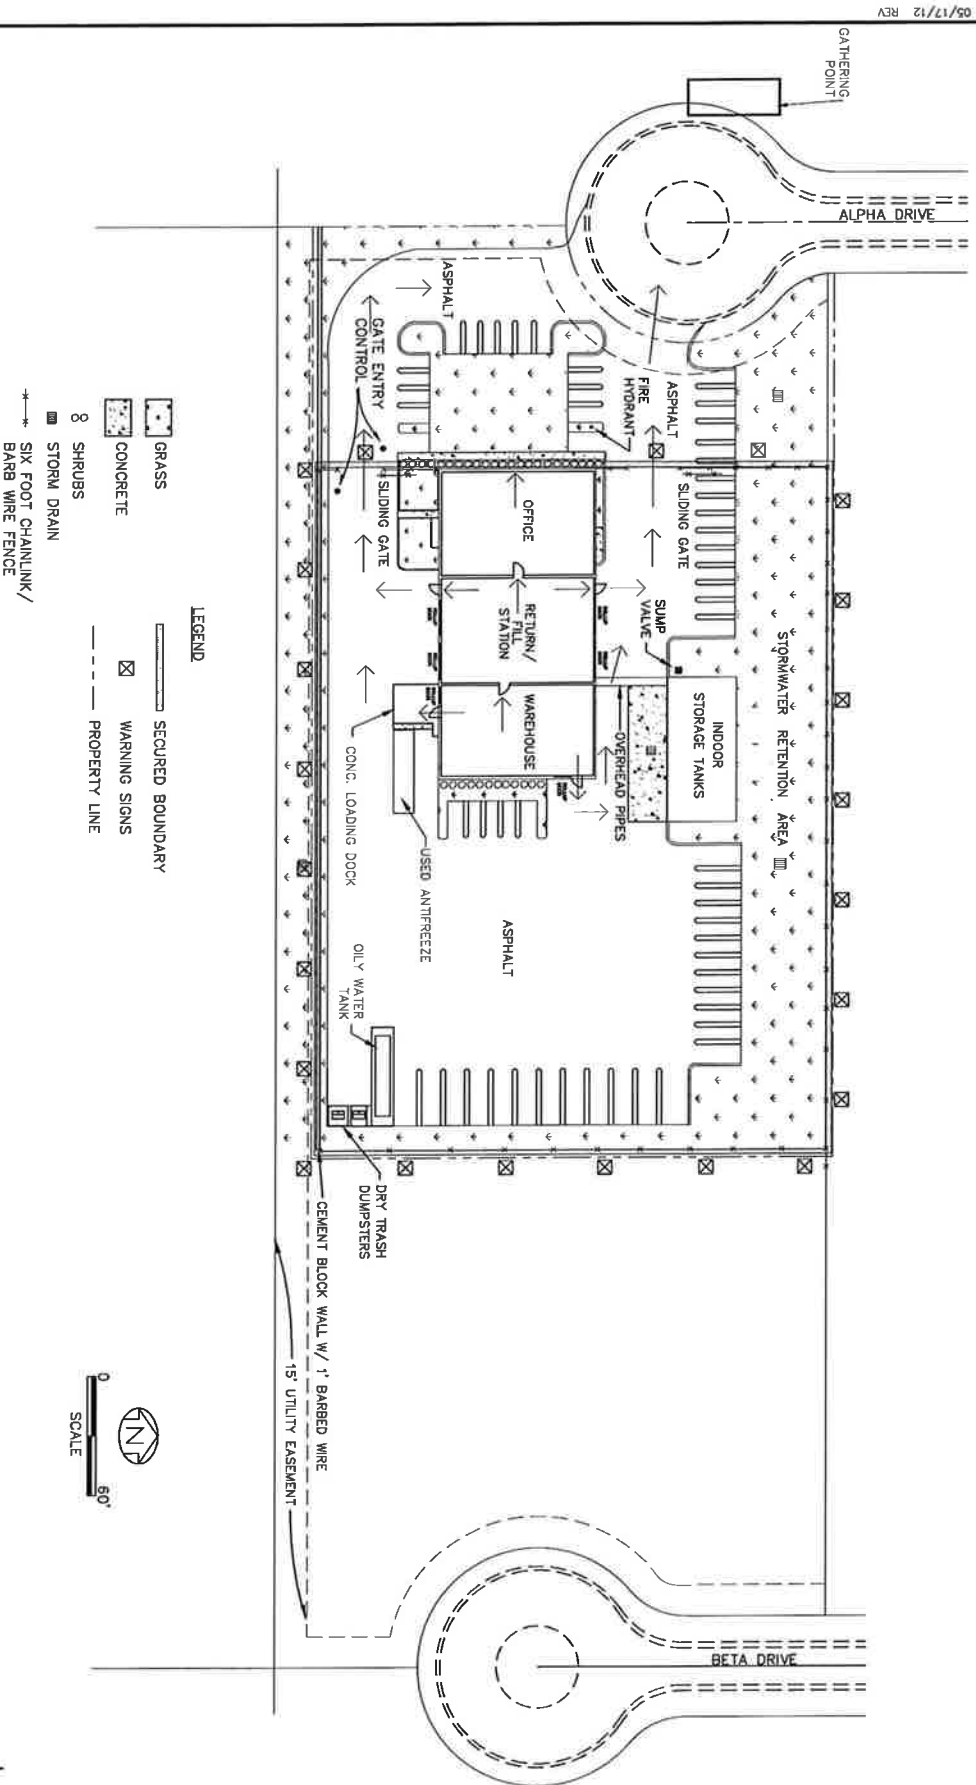 05/17/12 REV
GATHERING
POINT
ALPHA DRIVE
ASPHALT
GATE ENTRY
CONTROL
FIRE
HYDRANT
ASPHALT
SLIDING GATE
SLIDING GATE
OFFICE
RETURN/
FILL
STATION
WAREHOUSE
SUMP
VALVE
INDOOR
STORAGE TANKS
STORMWATER RETENTION AREA
OVERHEAD PIPES
CONC. LOADING DOCK
USED ANTIFREEZE
ASPHALT
OILY WATER
TANK
DRY TRASH
DUMPSTERS
CEMENT BLOCK WALL W/ 1' BARBED WIRE
15' UTILITY EASEMENT
BETA DRIVE
LEGEND
GRASS
CONCRETE
SHRUBS
STORM DRAIN
SIX FOOT CHAINLINK/
BARB WIRE FENCE
SECURED BOUNDARY
WARNING SIGNS
PROPERTY LINE
N
0 60'
SCALE